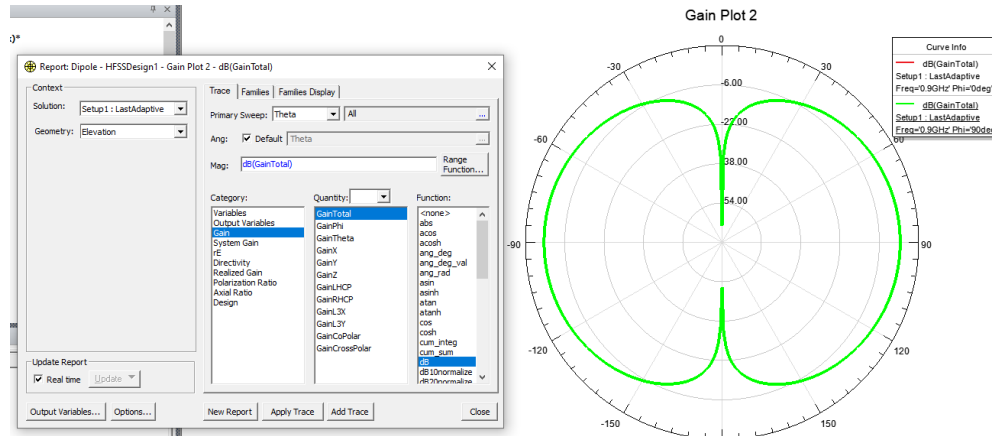 :)*
Report: Dipole - HFSSDesign1 - Gain Plot 2 - dB(GainTotal)
Context
Solution: Setup1 : LastAdaptive
Geometry: Elevation
Update Report
Real time Update
Output Variables... Options...
Trace Families Families Display
Primary Sweep: Theta All ...
Ang: Default Theta ...
Mag: dB(GainTotal) Range Function...
Category:
Variables
Output Variables
Gain
System Gain
rE
Directivity
Realized Gain
Polarization Ratio
Axial Ratio
Design
Quantity:
GainTotal
GainPhi
GainTheta
GainX
GainY
GainZ
GainLHCP
GainRHCP
GainL3X
GainL3Y
GainCoPolar
GainCrossPolar
Function:
<none>
abs
acos
acosh
ang_deg
ang_deg_val
ang_rad
asin
asinh
atan
atanh
cos
cosh
cum_integ
cum_sum
dB
dB10normalize
dB20normalize
New Report Apply Trace Add Trace Close
Gain Plot 2
0
-30 30
-6.00
-22.00
-60 60
-38.00
-54.00
-90 90
-120 120
-150 150
Curve Info
dB(GainTotal)
Setup1 : LastAdaptive
Freq='0.9GHz' Phi='0deg'
dB(GainTotal)
Setup1 : LastAdaptive
Freq='0.9GHz' Phi='90deg